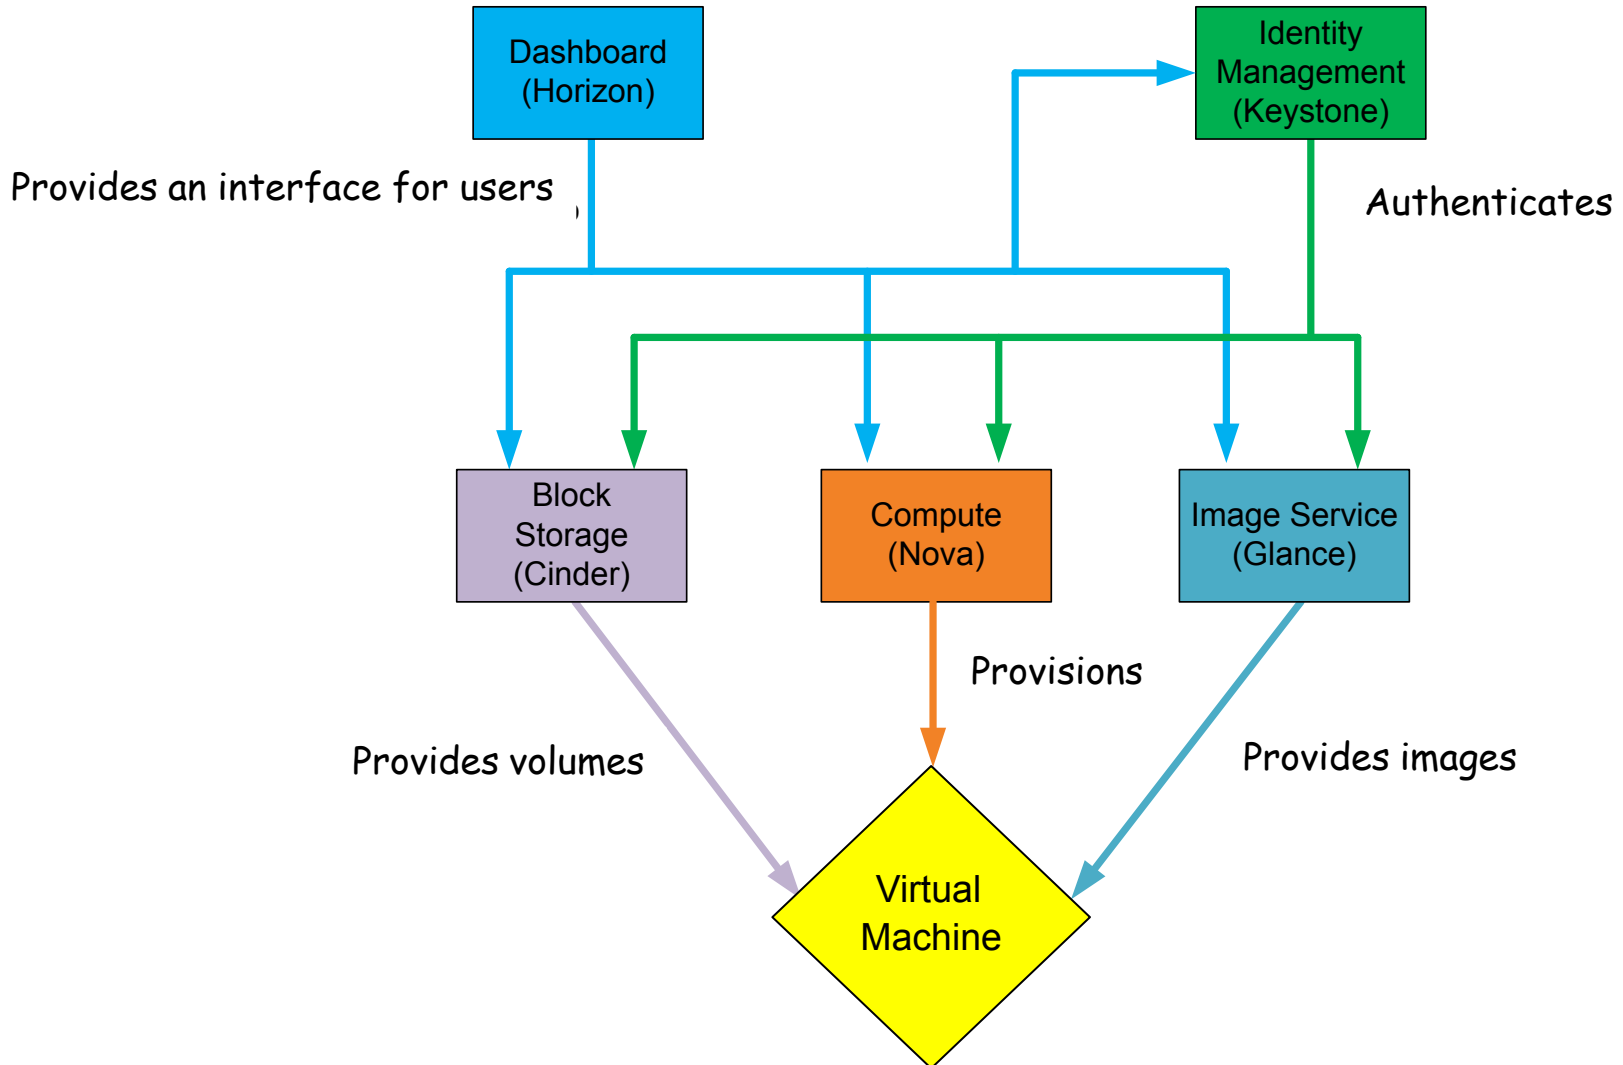 Dashboard
(Horizon)
Identity
Management
(Keystone)
Provides an interface for users
Authenticates
Block
Storage
(Cinder)
Compute
(Nova)
Image Service
(Glance)
Provisions
Provides volumes
Provides images
Virtual
Machine